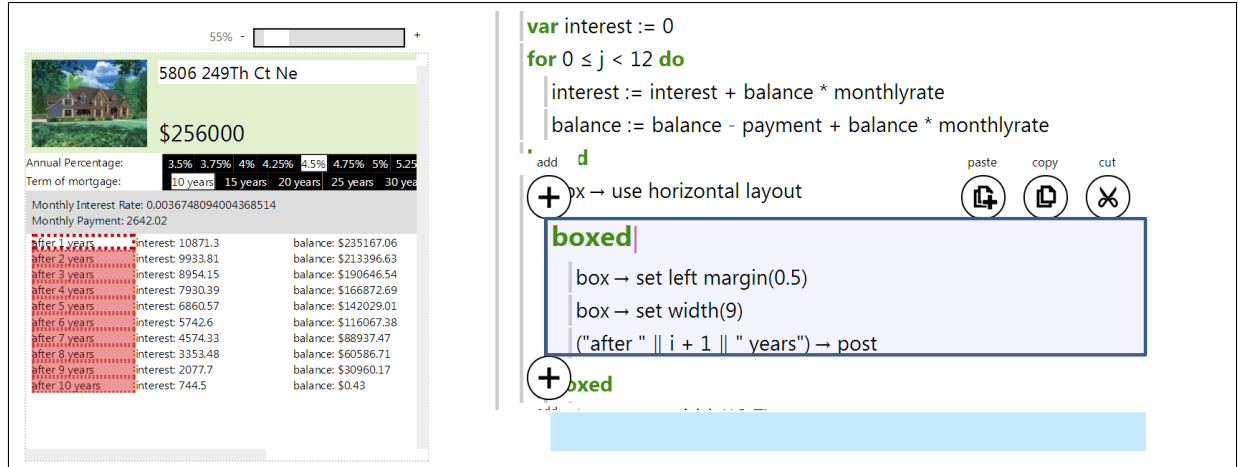 55% - +
5806 249Th Ct Ne
$256000
Annual Percentage: 3.5% 3.75% 4% 4.25% 4.5% 4.75% 5% 5.25
Term of mortgage: 10 years 15 years 20 years 25 years 30 yea
Monthly Interest Rate: 0.0036748094004368514
Monthly Payment: 2642.02
after 1 years interest: 10871.3 balance: $235167.06
after 2 years interest: 9933.81 balance: $213396.63
after 3 years interest: 8954.15 balance: $190646.54
after 4 years interest: 7930.39 balance: $166872.69
after 5 years interest: 6860.57 balance: $142029.01
after 6 years interest: 5742.6 balance: $116067.38
after 7 years interest: 4574.33 balance: $88937.47
after 8 years interest: 3353.48 balance: $60586.71
after 9 years interest: 2077.7 balance: $30960.17
after 10 years interest: 744.5 balance: $0.43
var interest := 0
for 0 ≤ j < 12 do
interest := interest + balance * monthlyrate
balance := balance - payment + balance * monthlyrate
add d paste copy cut
ox → use horizontal layout
boxed
box → set left margin(0.5)
box → set width(9)
("after " ‖ i + 1 ‖ " years") → post
oxed